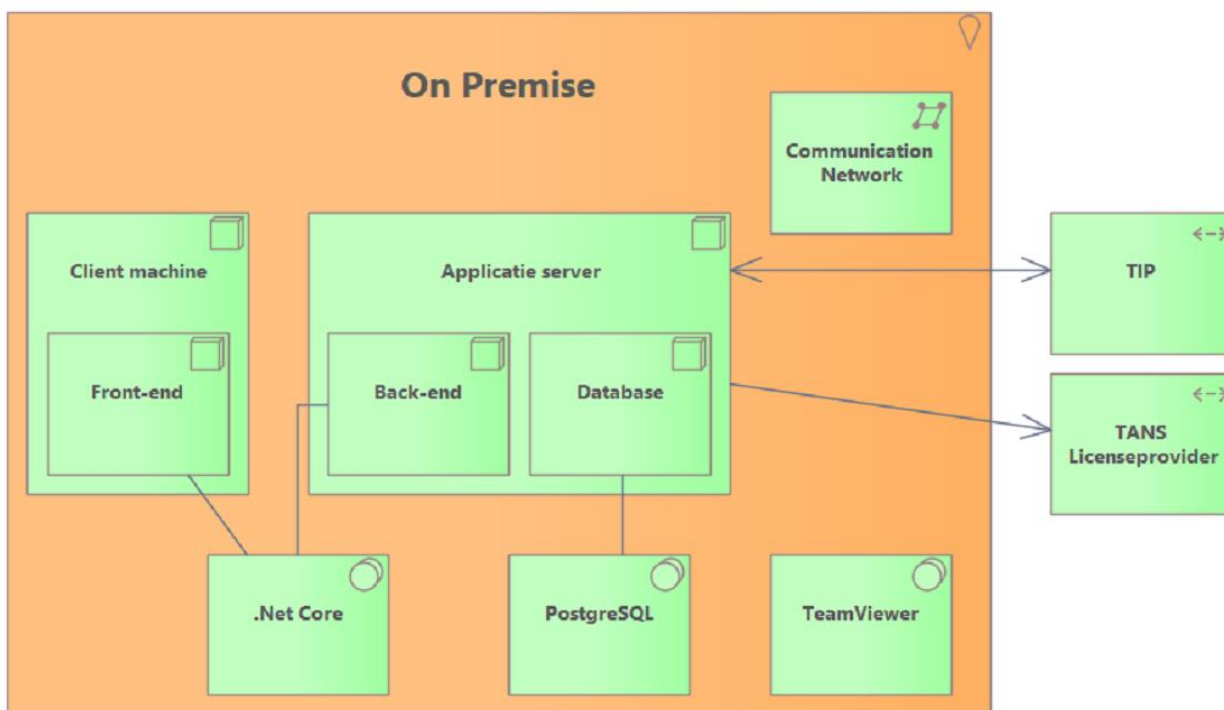 On Premise
Communication
Network
Client machine
Applicatie server
TIP
Front-end
Back-end
Database
TANS
Licenseprovider
.Net Core
PostgreSQL
TeamViewer